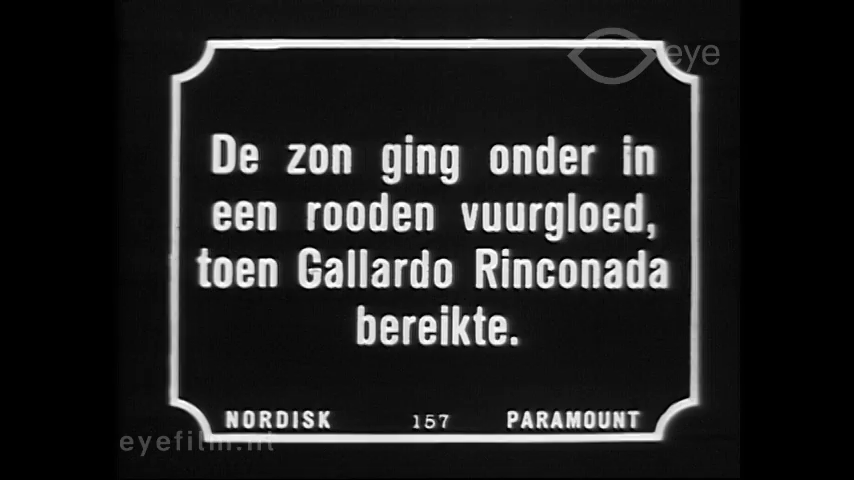 eye
De zon ging onder in
een rooden vuurgloed,
toen Gallardo Rinconada
bereikte.
NORDISK 157 PARAMOUNT
eyefilm.nl